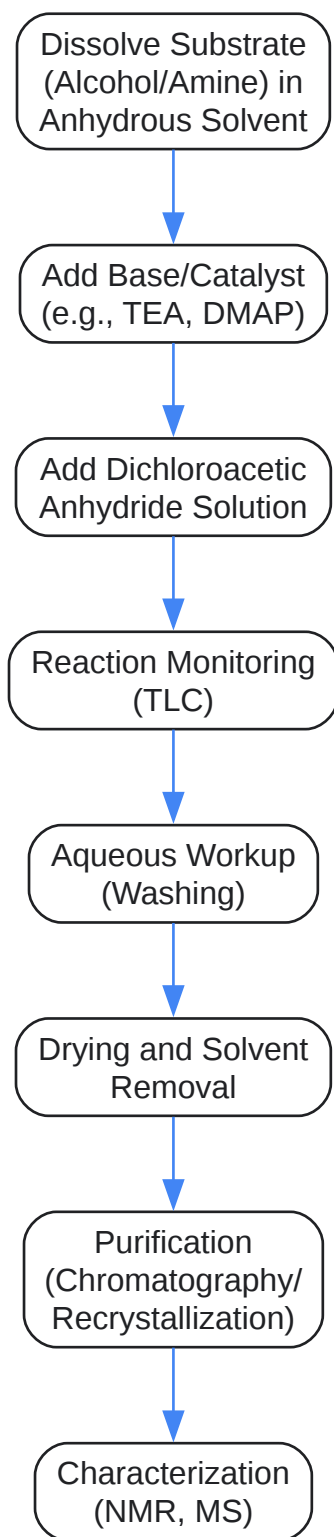 Dissolve Substrate
(Alcohol/Amine) in
Anhydrous Solvent
Add Base/Catalyst
(e.g., TEA, DMAP)
Add Dichloroacetic
Anhydride Solution
Reaction Monitoring
(TLC)
Aqueous Workup
(Washing)
Drying and Solvent
Removal
Purification
(Chromatography/
Recrystallization)
Characterization
(NMR, MS)